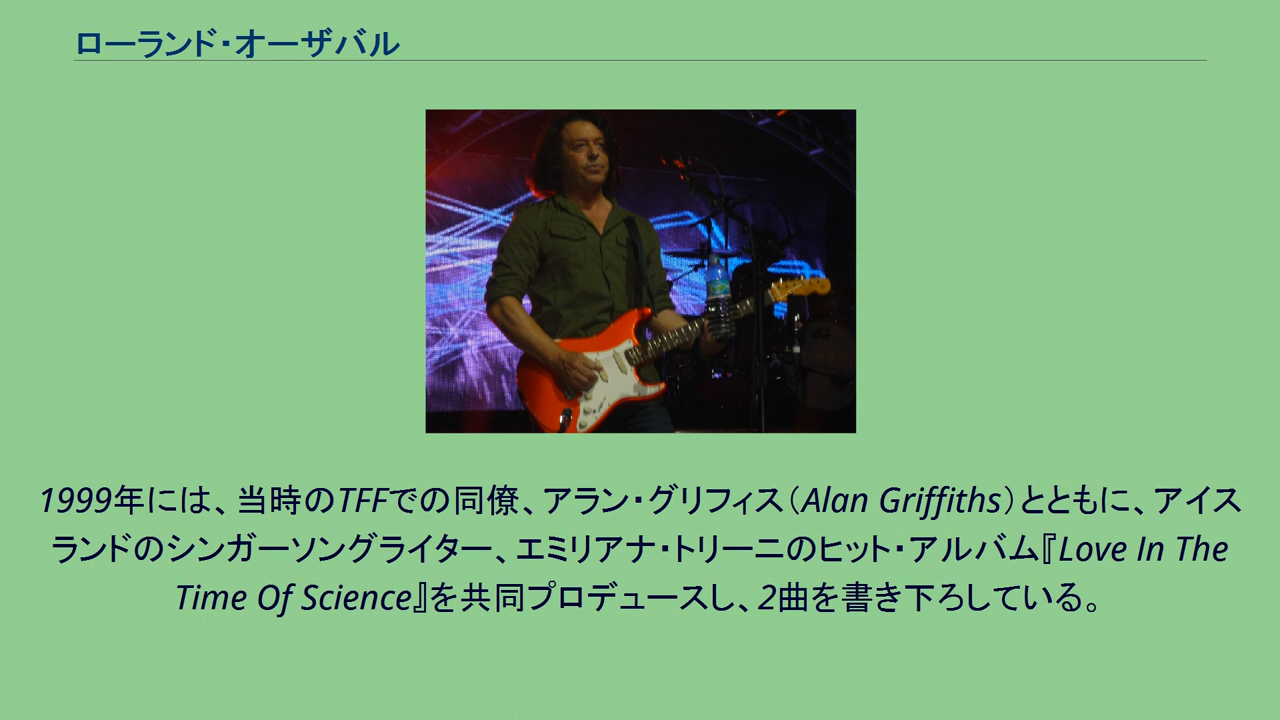 ローランド・オーザバル
1999年には、当時のTFFでの同僚、アラン・グリフィス（Alan Griffiths）とともに、アイス
ランドのシンガーソングライター、エミリアナ・トリーニのヒット・アルバム『Love In The
Time Of Science』を共同プロデュースし、2曲を書き下ろしている。